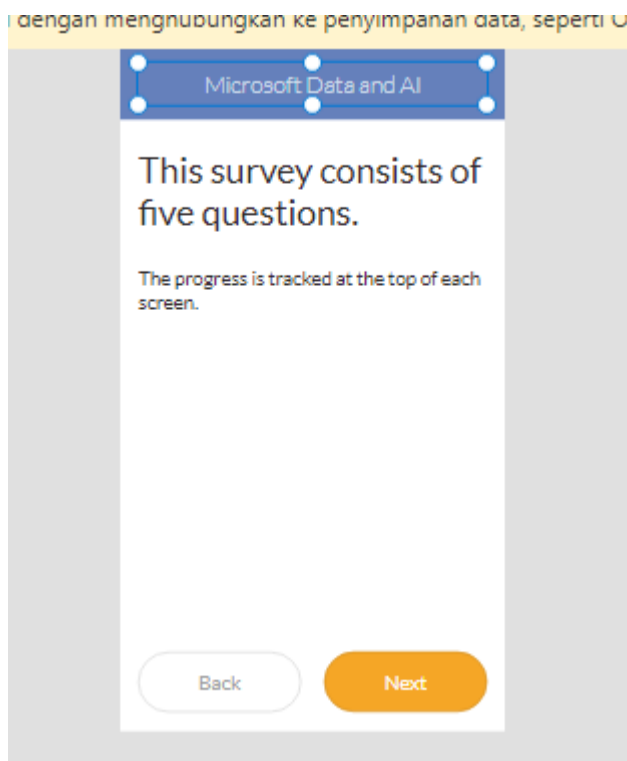 dengan menghubungkan ke penyimpanan data, seperti
Microsoft Data and AI
This survey consists of
five questions.
The progress is tracked at the top of each
screen.
Back
Next